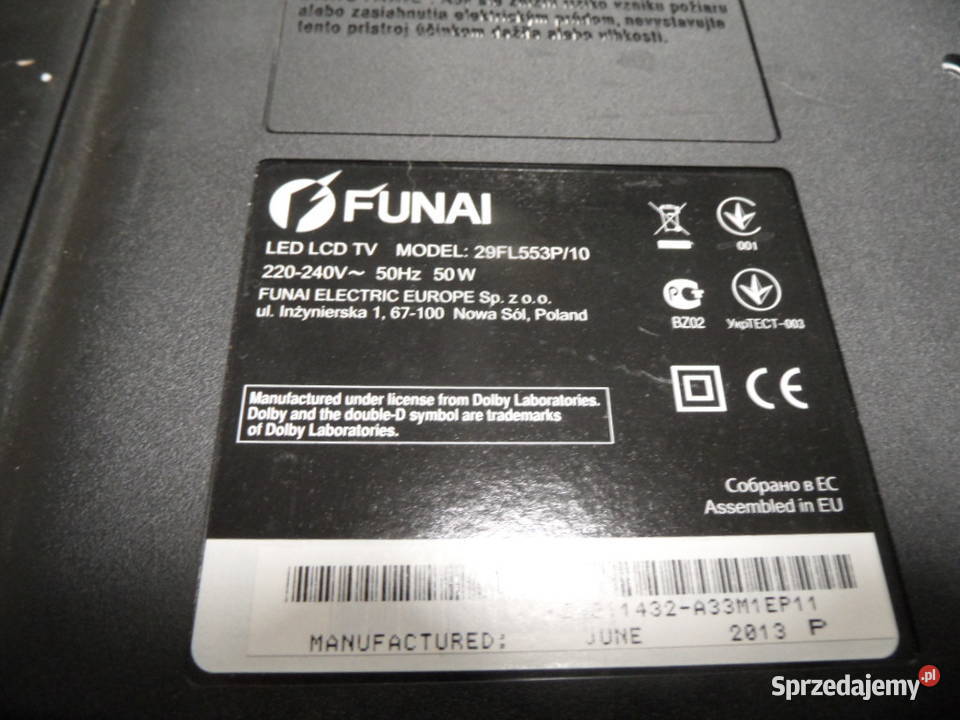 alebo zasiahnutia elektrickým prúdom, nevystavujte
tento prístroj účinkom dažďa alebo vlhkosti.
FUNAI
LED LCD TV MODEL: 29FL553P/10
220-240V~ 50Hz 50W
FUNAI ELECTRIC EUROPE Sp. z o.o.
ul. Inżynierska 1, 67-100 Nowa Sól, Poland
001
BZ02 УкрТЕСТ-003
Manufactured under license from Dolby Laboratories.
Dolby and the double-D symbol are trademarks
of Dolby Laboratories.
CE
Собрано в ЕС
Assembled in EU
1432-A33M1EP11
MANUFACTURED: JUNE 2013 P
Sprzedajemy.pl